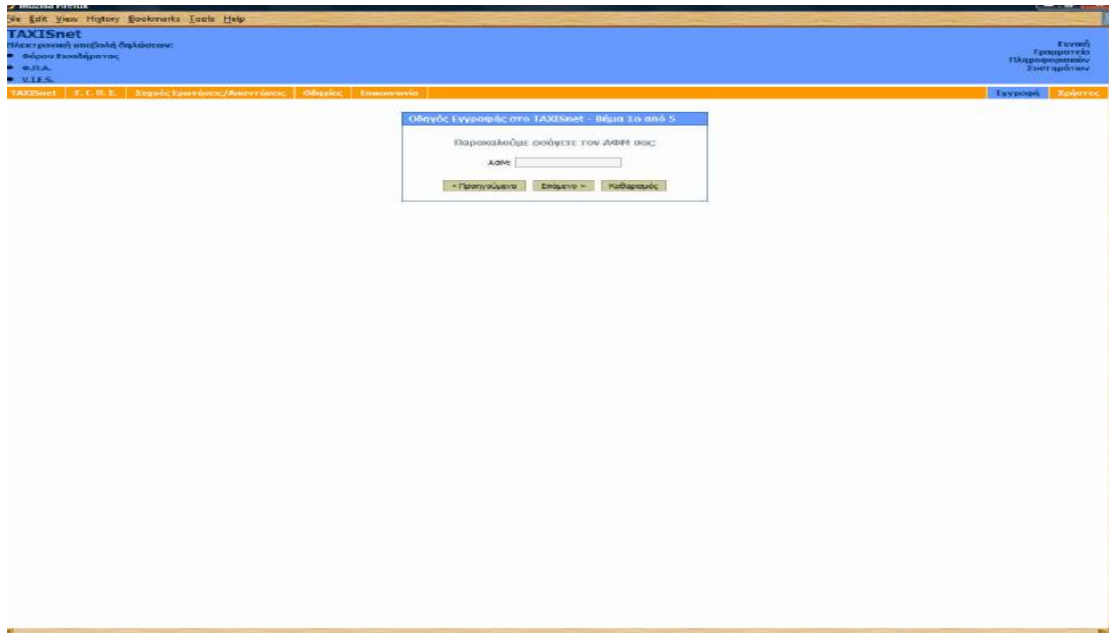 Mozilla Firefox
File Edit View History Bookmarks Tools Help
TAXISnet
Ηλεκτρονική υποβολή δηλώσεων:
Φόρου Εισοδήματος
Φ.Π.Α.
V.I.E.S.
Γενική
Γραμματεία
Πληροφοριακών
Συστημάτων
TAXISnet Γ. Γ. Π. Σ. Συχνές Ερωτήσεις/Απαντήσεις Οδηγίες Επικοινωνία Εγγραφή Χρήστες
Οδηγός Εγγραφής στο TAXISnet - Βήμα 1ο από 5
Παρακαλούμε εισάγετε τον ΑΦΜ σας:
ΑΦΜ:
< Προηγούμενο Επόμενο > Καθαρισμός